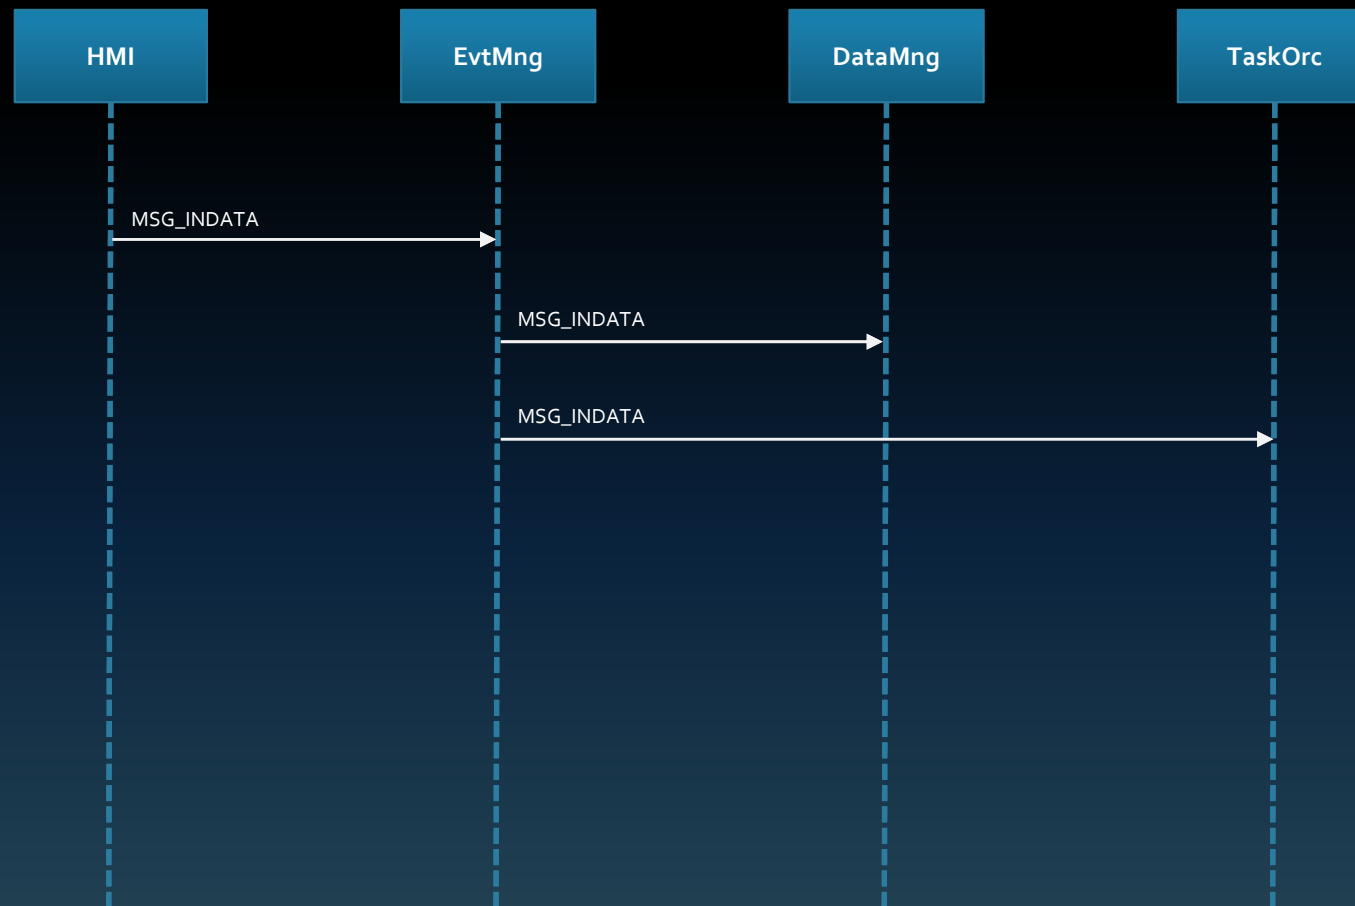 HMI
EvtMng
DataMng
TaskOrc
MSG_INDATA
MSG_INDATA
MSG_INDATA